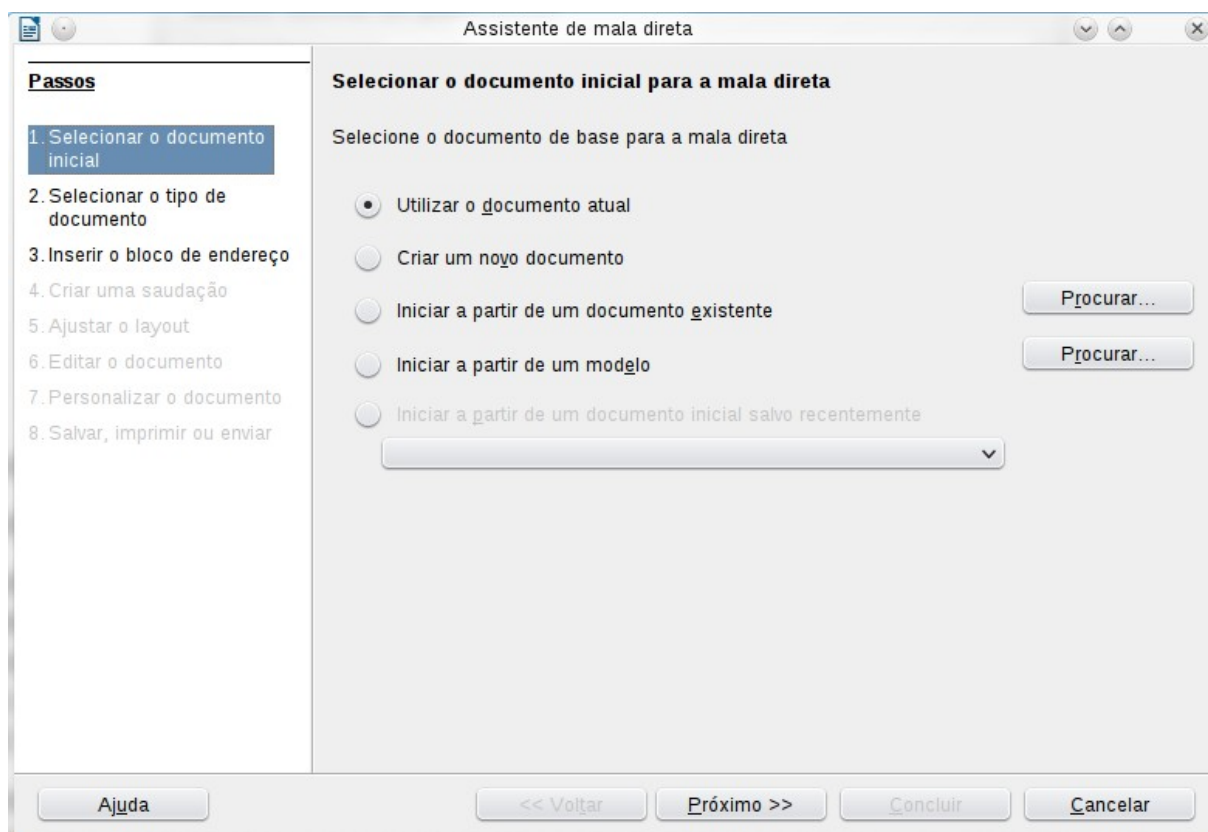 Assistente de mala direta
Passos
1. Selecionar o documento
inicial
2. Selecionar o tipo de
documento
3. Inserir o bloco de endereço
4. Criar uma saudação
5. Ajustar o layout
6. Editar o documento
7. Personalizar o documento
8. Salvar, imprimir ou enviar
Selecionar o documento inicial para a mala direta
Selecione o documento de base para a mala direta
Utilizar o documento atual
Criar um novo documento
Iniciar a partir de um documento existente
Procurar...
Iniciar a partir de um modelo
Procurar...
Iniciar a partir de um documento inicial salvo recentemente
Ajuda
<< Voltar
Próximo >>
Concluir
Cancelar